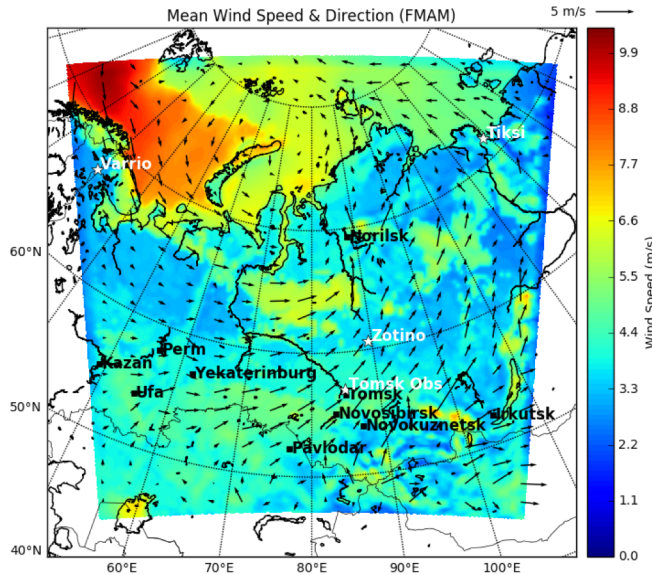 Mean Wind Speed & Direction (FMAM)
5 m/s
9.9
8.8
7.7
6.6
5.5
4.4
3.3
2.2
1.1
0.0
Wind Speed (m/s)
60°N
50°N
40°N
60°E
70°E
80°E
90°E
100°E
Tiksi
Varrio
Norilsk
Zotino
Perm
Kazan
Yekaterinburg
Ufa
Tomsk Obs
Tomsk
Novosibirsk
Irkutsk
Novokuznetsk
Pavlodar